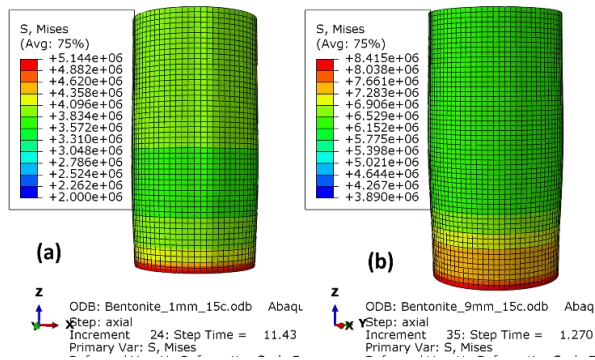 S, Mises
(Avg: 75%)
+5.144e+06
+4.882e+06
+4.620e+06
+4.358e+06
+4.096e+06
+3.834e+06
+3.572e+06
+3.310e+06
+3.048e+06
+2.786e+06
+2.524e+06
+2.262e+06
+2.000e+06
(a)
Z
Y X
ODB: Bentonite_1mm_15c.odb Abaqu
Step: axial
Increment 24: Step Time = 11.43
Primary Var: S, Mises
S, Mises
(Avg: 75%)
+8.415e+06
+8.038e+06
+7.661e+06
+7.283e+06
+6.906e+06
+6.529e+06
+6.152e+06
+5.775e+06
+5.398e+06
+5.021e+06
+4.644e+06
+4.267e+06
+3.890e+06
(b)
Z
X Y
ODB: Bentonite_9mm_15c.odb Abaq
Step: axial
Increment 35: Step Time = 1.270
Primary Var: S, Mises